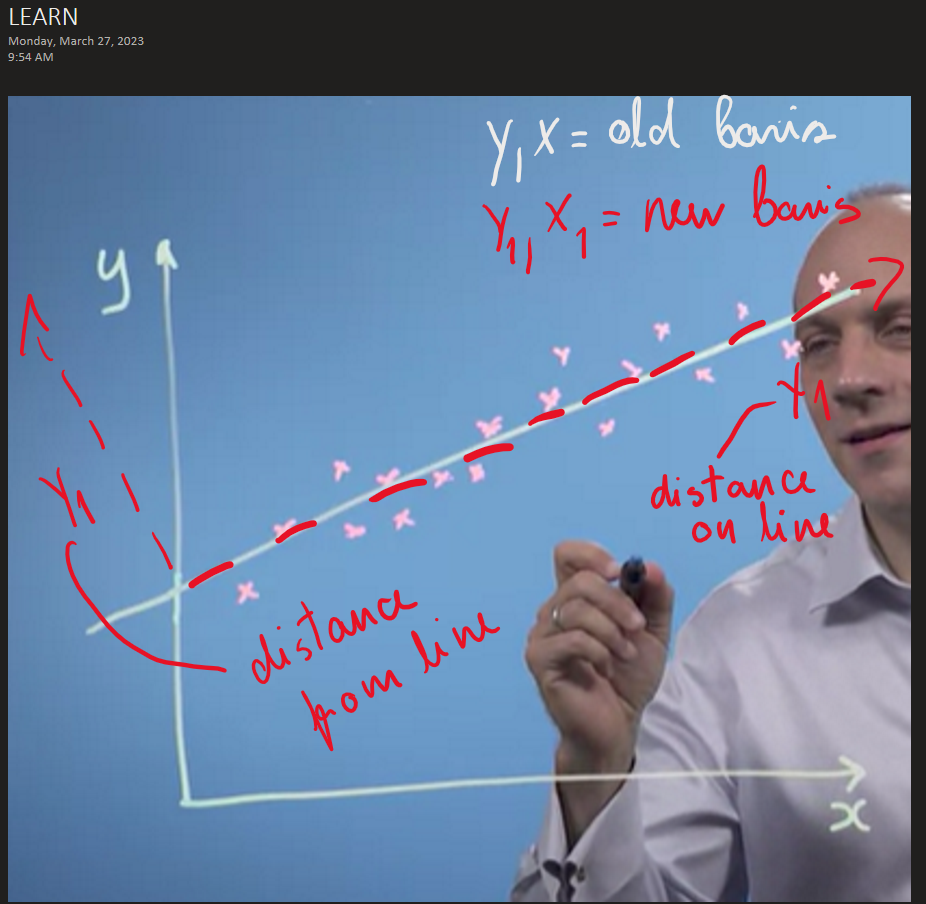 LEARN
Monday, March 27, 2023
9:54 AM
y, x = old basis
y1, x1 = new basis
y
y1
x1
distance
on line
distance
from line
x